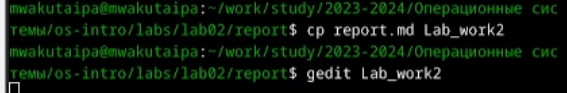 mwakutaipa@mwakutaipa:~/work/study/2023-2024/Операционные сис
темы/os-intro/labs/lab02/report$ cp report.md Lab_work2
mwakutaipa@mwakutaipa:~/work/study/2023-2024/Операционные сис
темы/os-intro/labs/lab02/report$ gedit Lab_work2